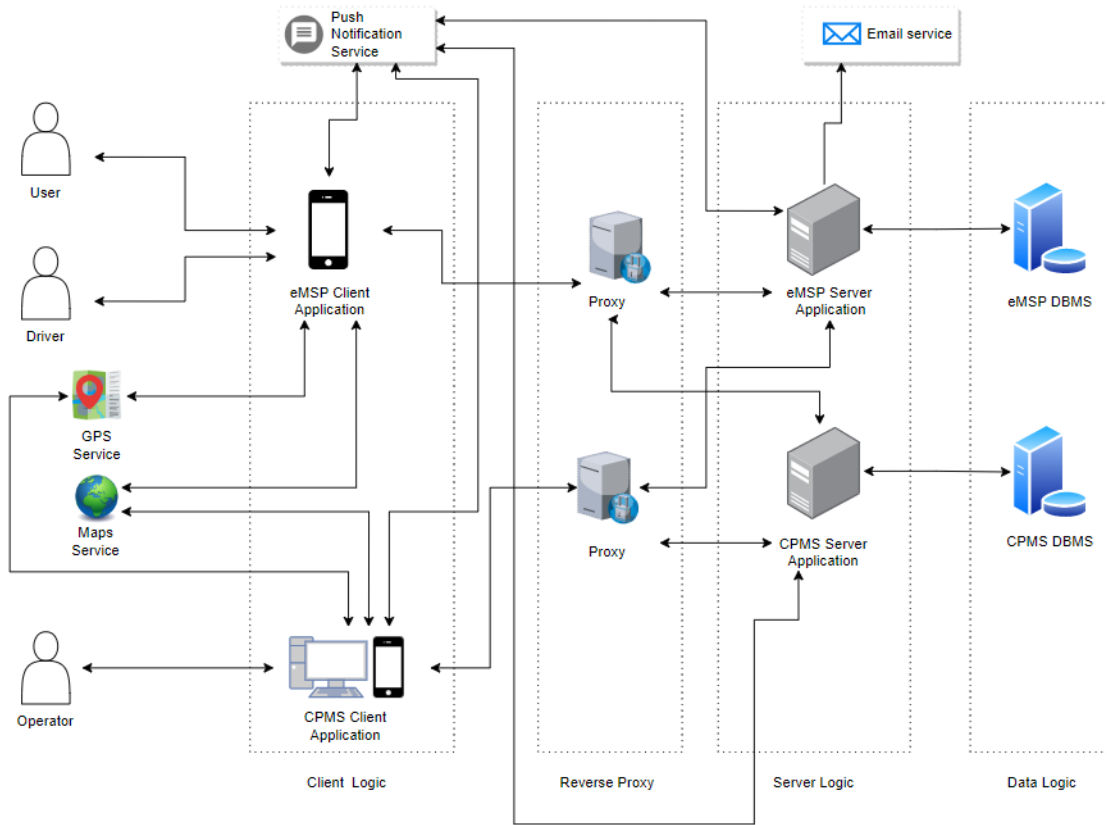 Push
Notification
Service
Email service
User
eMSP Client
Application
Proxy
eMSP Server
Application
eMSP DBMS
Driver
GPS
Service
Maps
Service
Proxy
CPMS Server
Application
CPMS DBMS
Operator
CPMS Client
Application
Client  Logic
Reverse Proxy
Server Logic
Data Logic